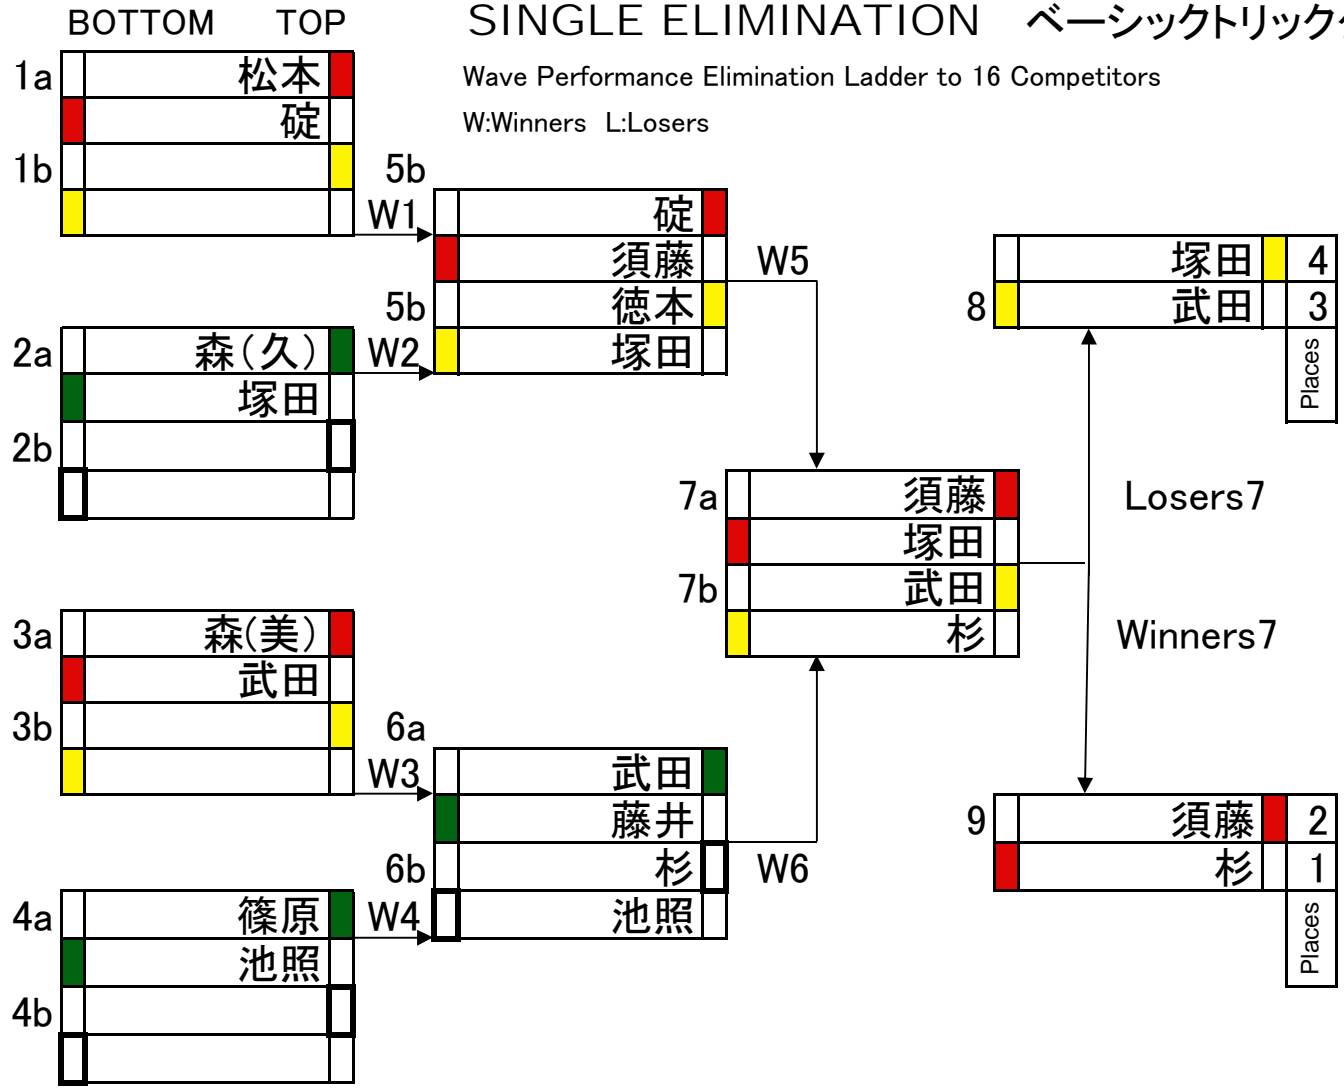 BOTTOM TOP SINGLE ELIMINATION ベーシックトリック
Wave Performance Elimination Ladder to 16 Competitors
W:Winners L:Losers
1a 松本
碇
1b
5b
W1
碇
須藤
5b 徳本
塚田
W2
W5
2a 森(久)
塚田
2b
塚田 4
8 武田 3
Places
7a 須藤
塚田
7b 武田
杉
Losers7
Winners7
3a 森(美)
武田
3b
6a
W3
武田
藤井
6b 杉
池照
W4
W6
4a 篠原
池照
4b
9 須藤 2
杉 1
Places